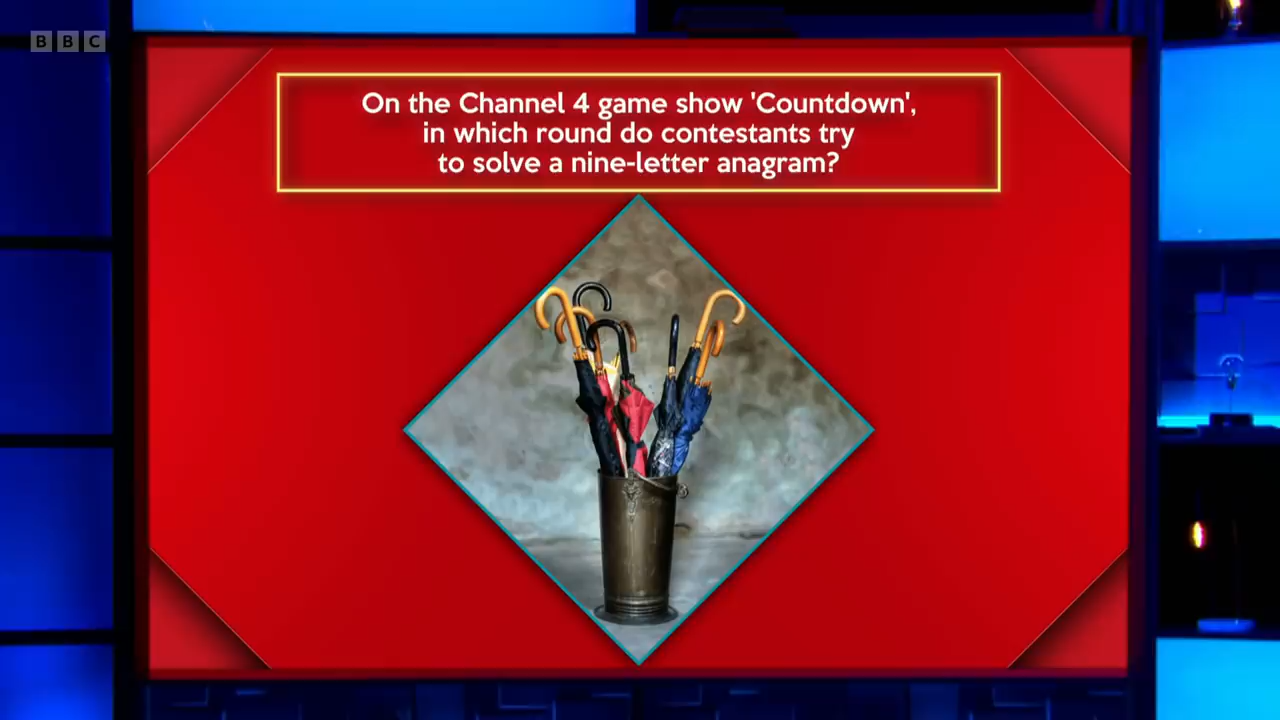 BBC
On the Channel 4 game show 'Countdown',
in which round do contestants try
to solve a nine-letter anagram?